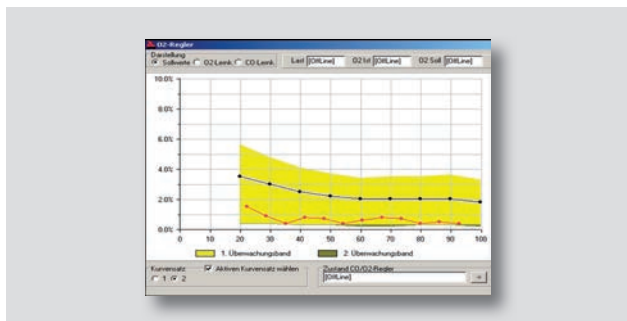 O2-Regler
Darstellung
Sollwerte O2-Lernk. CO-Lernk. Last [OffLine] O2 Ist [OffLine] O2 Soll [OffLine]
10.0%
8.0%
6.0%
4.0%
2.0%
0.0%
0 10 20 30 40 50 60 70 80 90 100
1. Überwachungsband 2. Überwachungsband
Kurvensatz Aktiven Kurvensatz wählen Zustand CO/O2-Regler
1 2 [OffLine]